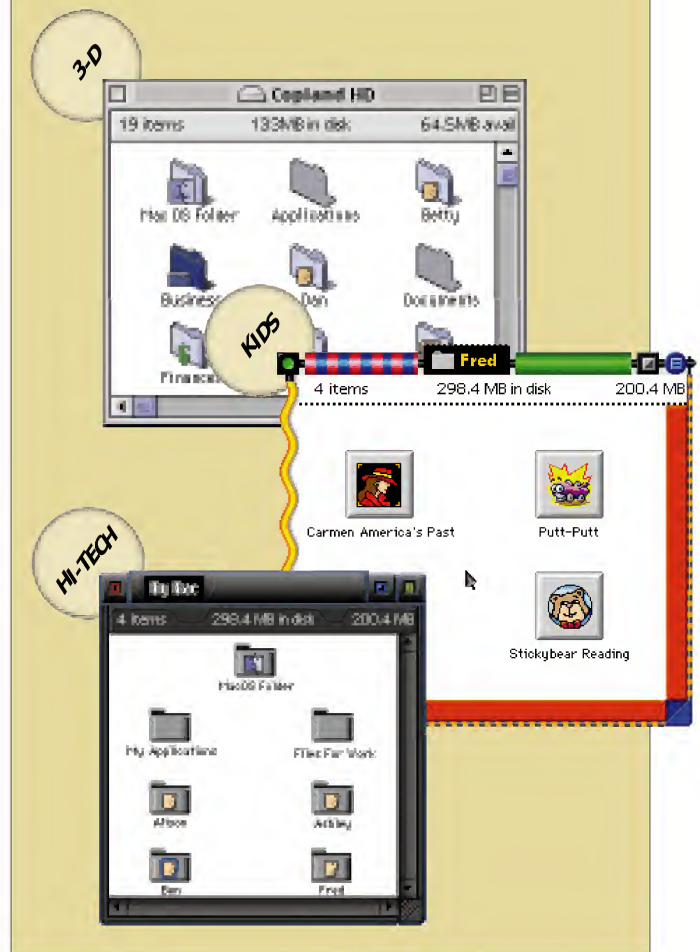 3-D
Copland HD
19 items 133MB in disk 64.5MB avail
Mac OS Folder Applications Betty
Business Dan Documents
Finances
KIDS
Fred
4 items 298.4 MB in disk 200.4 MB
Carmen America's Past Putt-Putt
Stickybear Reading
HI-TECH
4 items 298.4 MB in disk 200.4 MB
MacOS Folder
My Applications Files For Work
Alison Ashley
Ben Fred